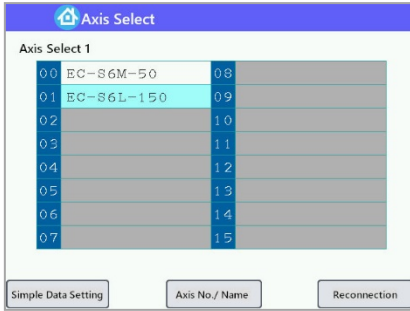 Axis Select
Axis Select 1
00 EC-S6M-50 08
01 EC-S6L-150 09
02 10
03 11
04 12
05 13
06 14
07 15
Simple Data Setting Axis No./ Name Reconnection